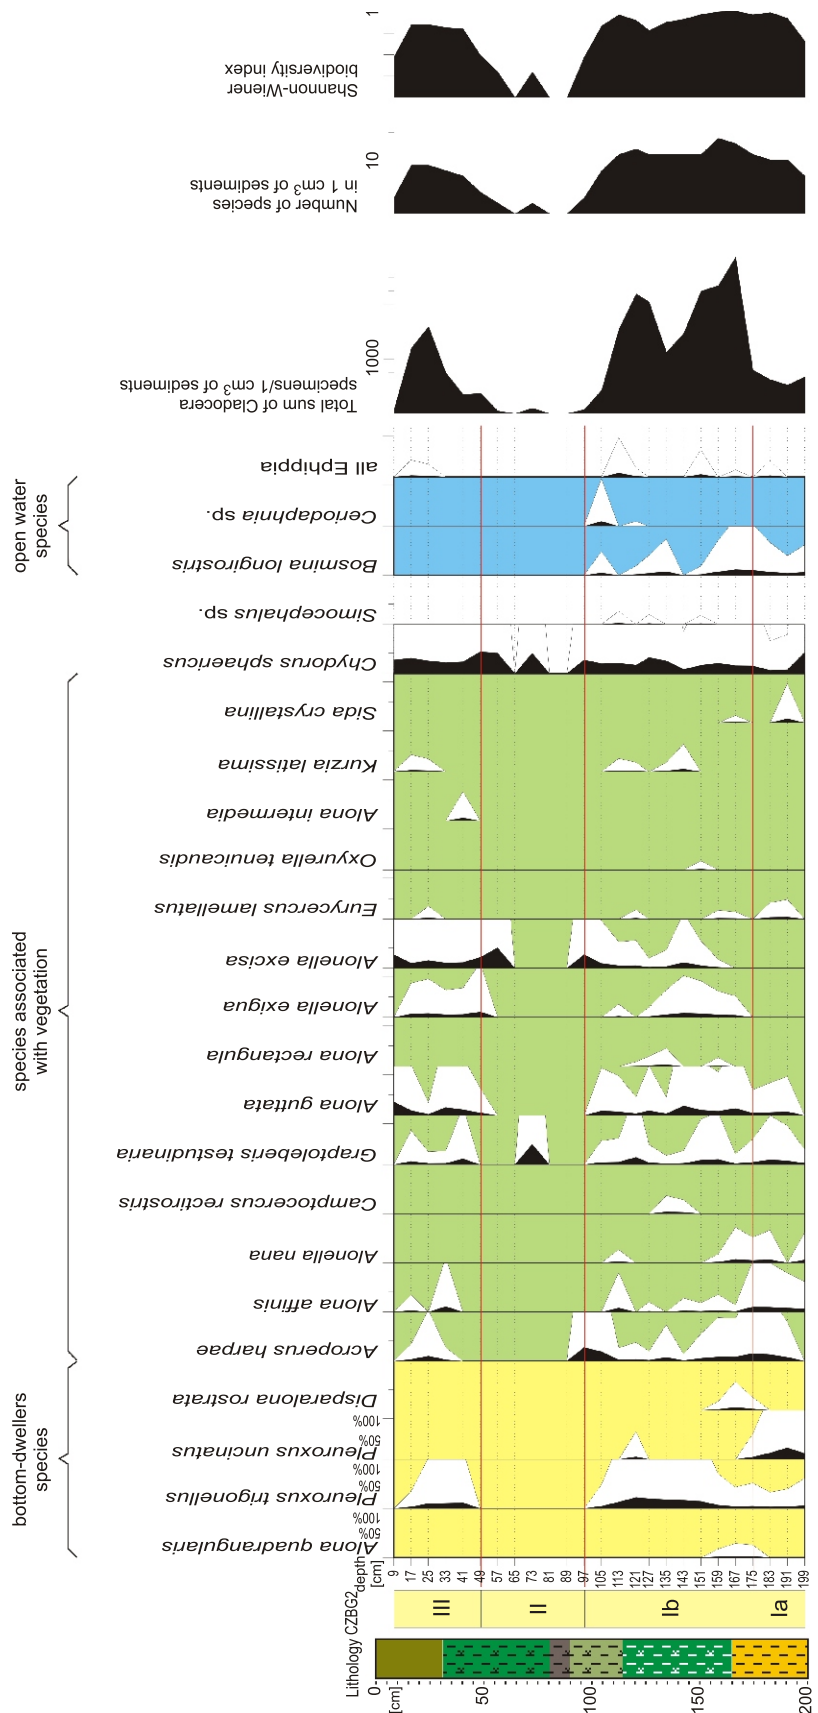 Shannon-Wiener
biodiversity index
1
Number of species
in 1 cm³ of sediments
10
Total sum of Cladocera
specimens/1 cm³ of sediments
1000
open water
species
all Ephippia
Ceriodaphnia sp.
Bosmina longirostris
Simocephalus sp.
Chydorus sphaericus
species associated
with vegetation
Sida crystallina
Kurzia latissima
Alona intermedia
Oxyurella tenuicaudis
Eurycercus lamellatus
Alonella excisa
Alonella exigua
Alona rectangula
Alona guttata
Graptoleberis testudinaria
Camptocercus rectirostris
Alonella nana
Alona affinis
Acroperus harpae
bottom-dwellers
species
Disparalona rostrata
Pleuroxus uncinatus
50% 100%
Pleuroxus trigonellus
50% 100%
Alona quadrangularis
50% 100%
depth
[cm]
9 17 25 33 41 49 57 65 73 81 89 97 105 113 121 127 135 143 151 159 167 175 183 191 199
CZBG2
III II Ib Ia
Lithology
0 50 100 150 200
[cm]